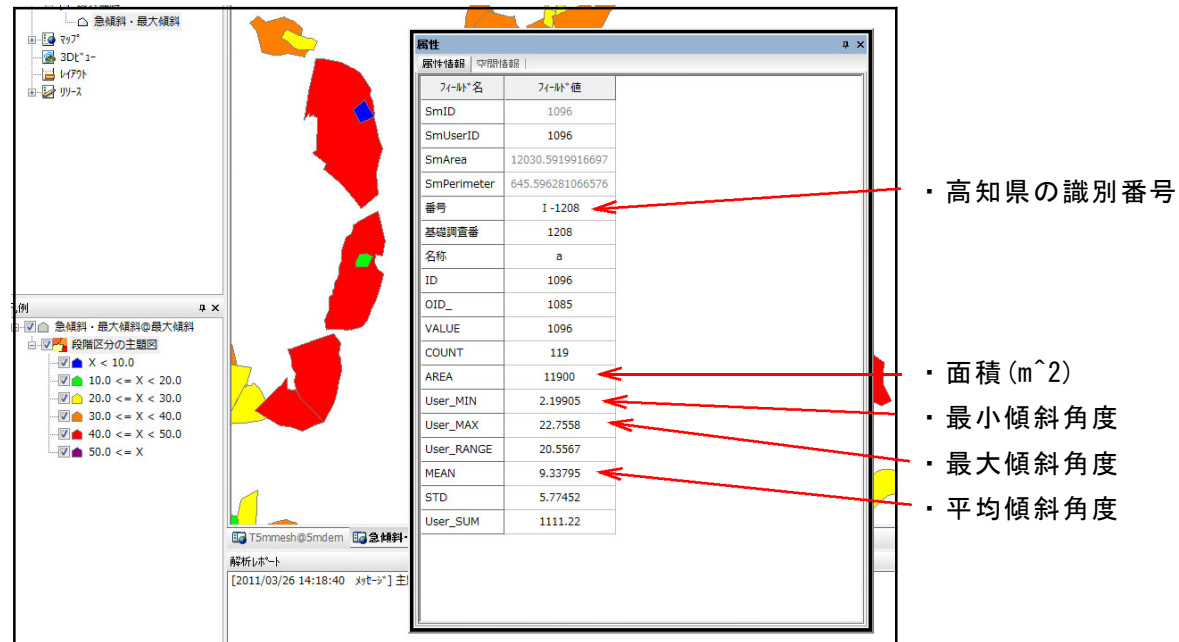 急傾斜・最大傾斜
マップ
3Dビュー
レイアウト
リソース
凡例
急傾斜・最大傾斜@最大傾斜
段階区分の主題図
X < 10.0
10.0 <= X < 20.0
20.0 <= X < 30.0
30.0 <= X < 40.0
40.0 <= X < 50.0
50.0 <= X
属性
属性情報 空間情報
フィールド名 フィールド値
SmID 1096
SmUserID 1096
SmArea 12030.5919916697
SmPerimeter 645.596281066576
番号 I-1208
基礎調査番 1208
名称 a
ID 1096
OID_ 1085
VALUE 1096
COUNT 119
AREA 11900
User_MIN 2.19905
User_MAX 22.7558
User_RANGE 20.5567
MEAN 9.33795
STD 5.77452
User_SUM 1111.22
・高知県の識別番号
・面積(m^2)
・最小傾斜角度
・最大傾斜角度
・平均傾斜角度
T5mmesh@5mdem 急傾斜・
解析レポート
[2011/03/26 14:18:40 メッセージ] 主